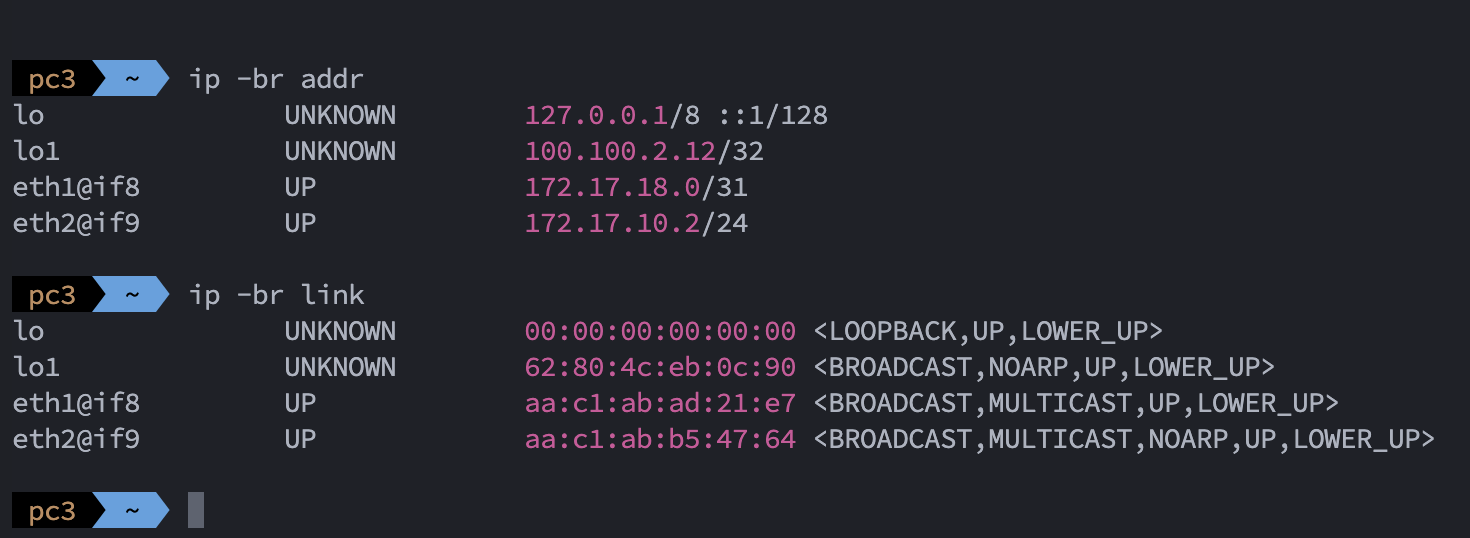 pc3 ~ ip -br addr
lo UNKNOWN 127.0.0.1/8 ::1/128
lo1 UNKNOWN 100.100.2.12/32
eth1@if8 UP 172.17.18.0/31
eth2@if9 UP 172.17.10.2/24
pc3 ~ ip -br link
lo UNKNOWN 00:00:00:00:00:00 <LOOPBACK,UP,LOWER_UP>
lo1 UNKNOWN 62:80:4c:eb:0c:90 <BROADCAST,NOARP,UP,LOWER_UP>
eth1@if8 UP aa:c1:ab:ad:21:e7 <BROADCAST,MULTICAST,UP,LOWER_UP>
eth2@if9 UP aa:c1:ab:b5:47:64 <BROADCAST,MULTICAST,NOARP,UP,LOWER_UP>
pc3 ~